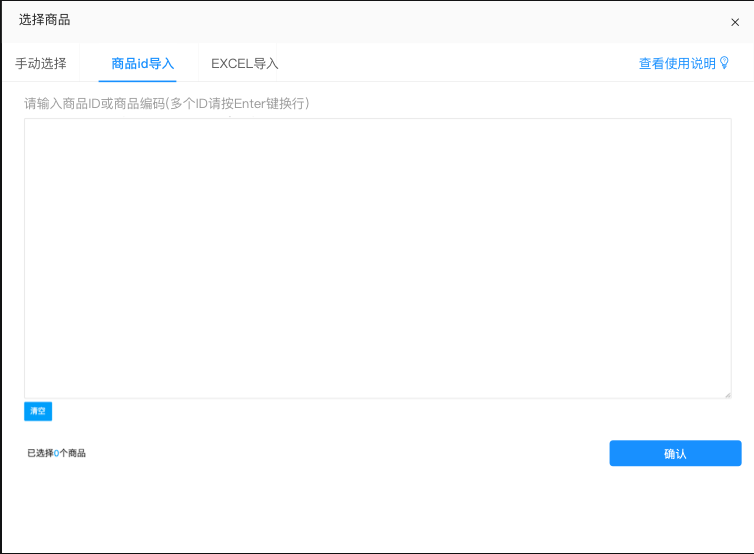 选择商品
手动选择 商品id导入 EXCEL导入 查看使用说明
请输入商品ID或商品编码(多个ID请按Enter键换行)
清空
已选择0个商品 确认